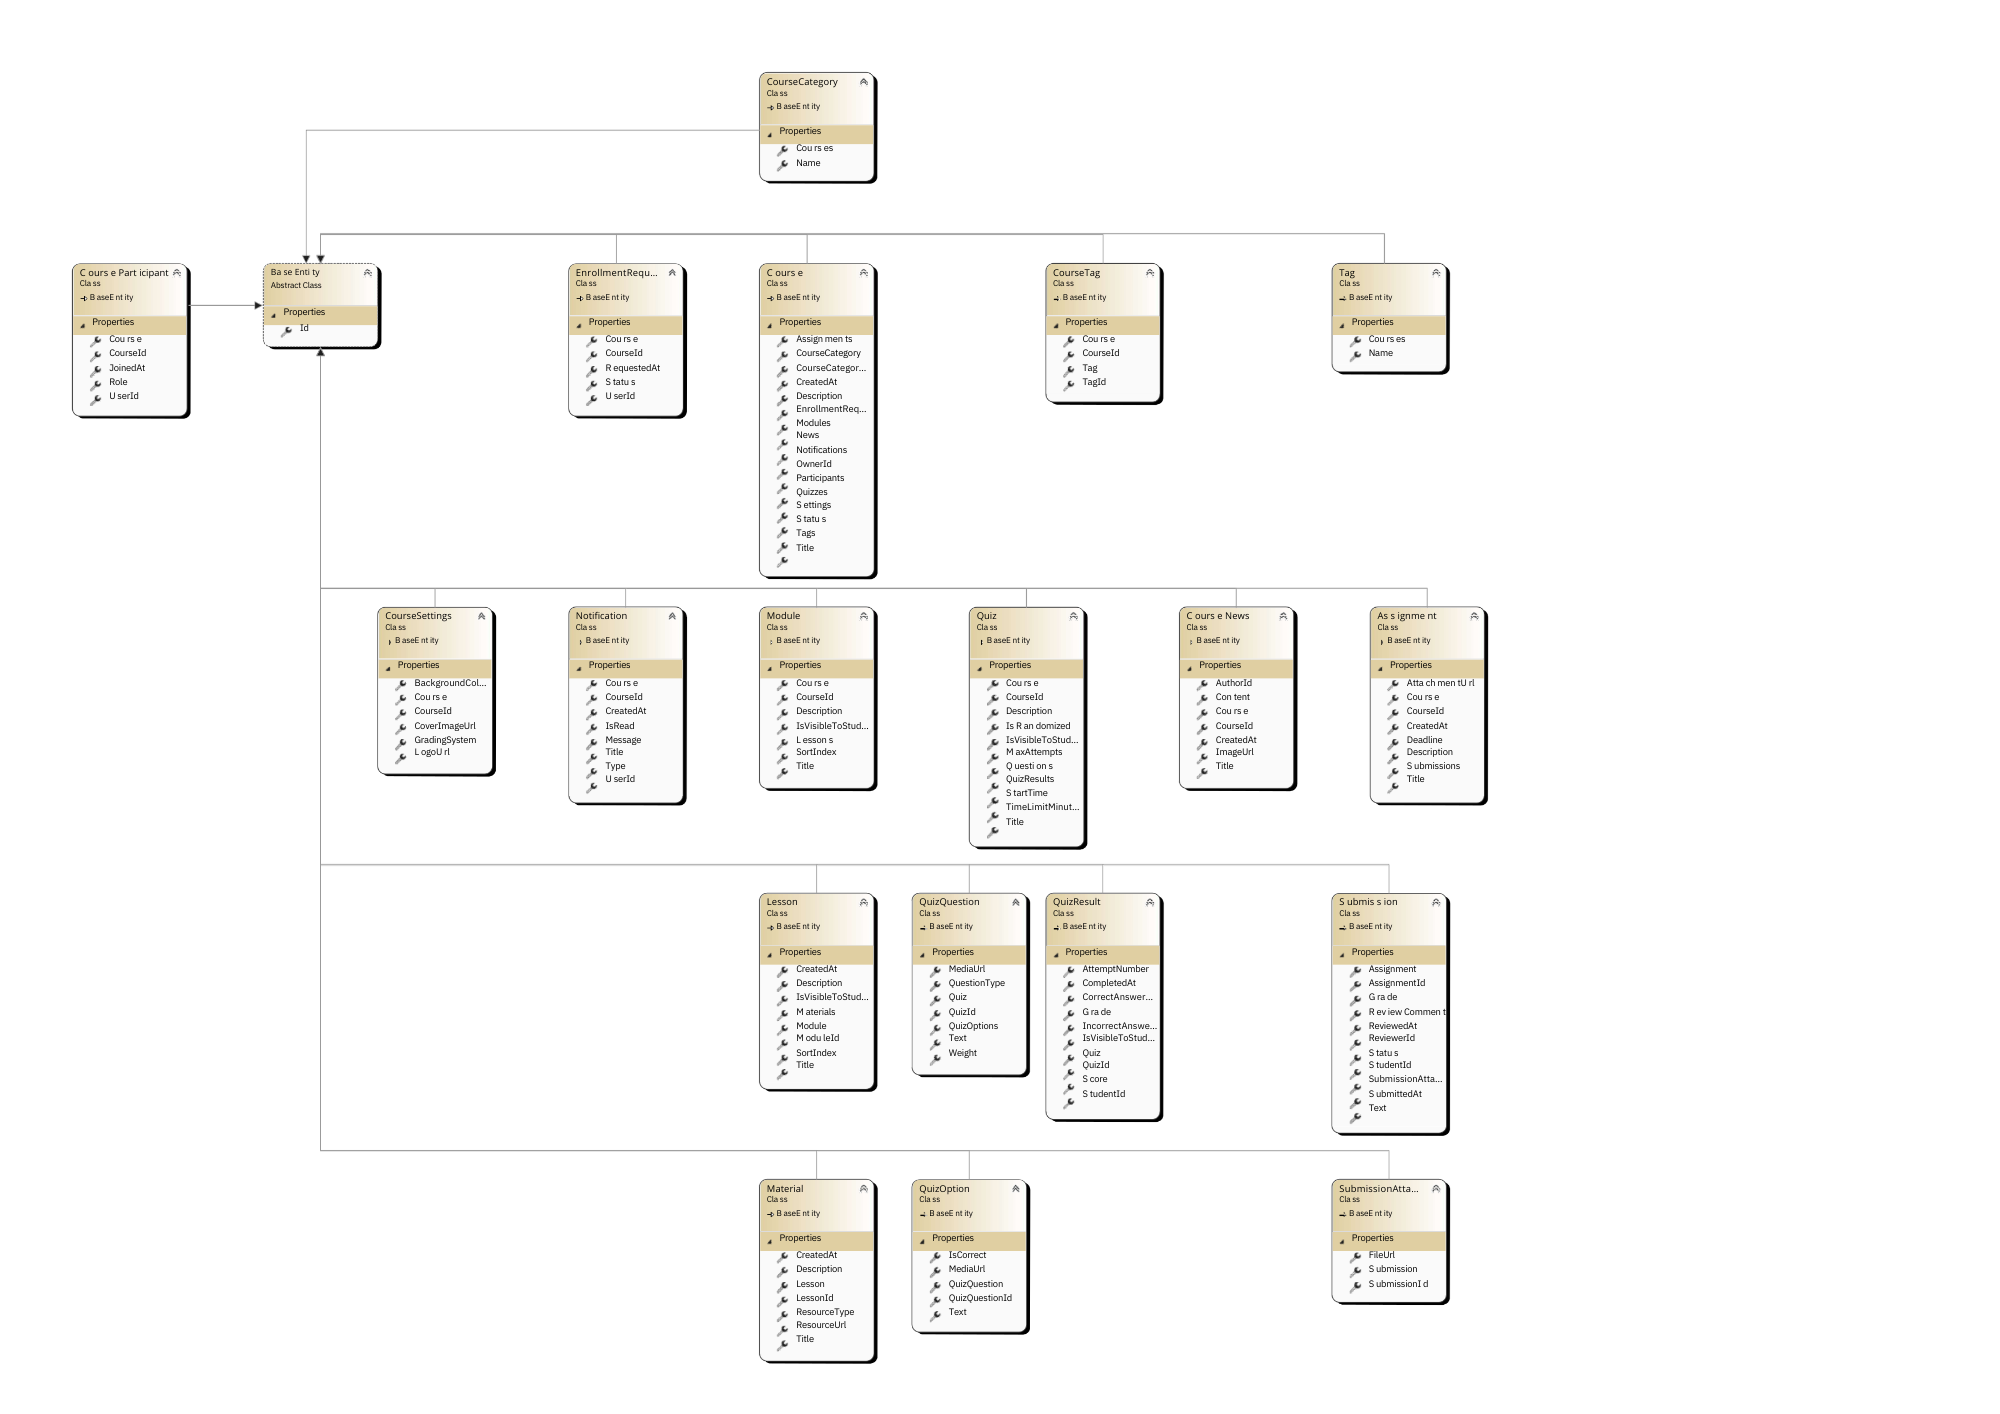 CourseCategory
Class
BaseEntity
Properties
Courses
Name
CourseParticipant
Class
BaseEntity
Properties
Course
CourseId
JoinedAt
Role
UserId
BaseEntity
Abstract Class
Properties
Id
EnrollmentRequ...
Class
BaseEntity
Properties
Course
CourseId
RequestedAt
Status
UserId
Course
Class
BaseEntity
Properties
Assignments
CourseCategory
CourseCategor...
CreatedAt
Description
EnrollmentReq...
Modules
News
Notifications
OwnerId
Participants
Quizzes
Settings
Status
Tags
Title
CourseTag
Class
BaseEntity
Properties
Course
CourseId
Tag
TagId
Tag
Class
BaseEntity
Properties
Courses
Name
CourseSettings
Class
BaseEntity
Properties
BackgroundCol...
Course
CourseId
CoverImageUrl
GradingSystem
LogoUrl
Notification
Class
BaseEntity
Properties
Course
CourseId
CreatedAt
IsRead
Message
Title
Type
UserId
Module
Class
BaseEntity
Properties
Course
CourseId
Description
IsVisibleToStud...
Lessons
SortIndex
Title
Quiz
Class
BaseEntity
Properties
Course
CourseId
Description
IsRandomized
IsVisibleToStud...
MaxAttempts
Questions
QuizResults
StartTime
TimeLimitMinut...
Title
CourseNews
Class
BaseEntity
Properties
AuthorId
Content
Course
CourseId
CreatedAt
ImageUrl
Title
Assignment
Class
BaseEntity
Properties
AttachmentUrl
Course
CourseId
CreatedAt
Deadline
Description
Submissions
Title
Lesson
Class
BaseEntity
Properties
CreatedAt
Description
IsVisibleToStud...
Materials
Module
ModuleId
SortIndex
Title
QuizQuestion
Class
BaseEntity
Properties
MediaUrl
QuestionType
Quiz
QuizId
QuizOptions
Text
Weight
QuizResult
Class
BaseEntity
Properties
AttemptNumber
CompletedAt
CorrectAnswer...
Grade
IncorrectAnswe...
IsVisibleToStud...
Quiz
QuizId
Score
StudentId
Submission
Class
BaseEntity
Properties
Assignment
AssignmentId
Grade
ReviewComment
ReviewedAt
ReviewerId
Status
StudentId
SubmissionAtta...
SubmittedAt
Text
Material
Class
BaseEntity
Properties
CreatedAt
Description
Lesson
LessonId
ResourceType
ResourceUrl
Title
QuizOption
Class
BaseEntity
Properties
IsCorrect
MediaUrl
QuizQuestion
QuizQuestionId
Text
SubmissionAtta...
Class
BaseEntity
Properties
FileUrl
Submission
SubmissionId